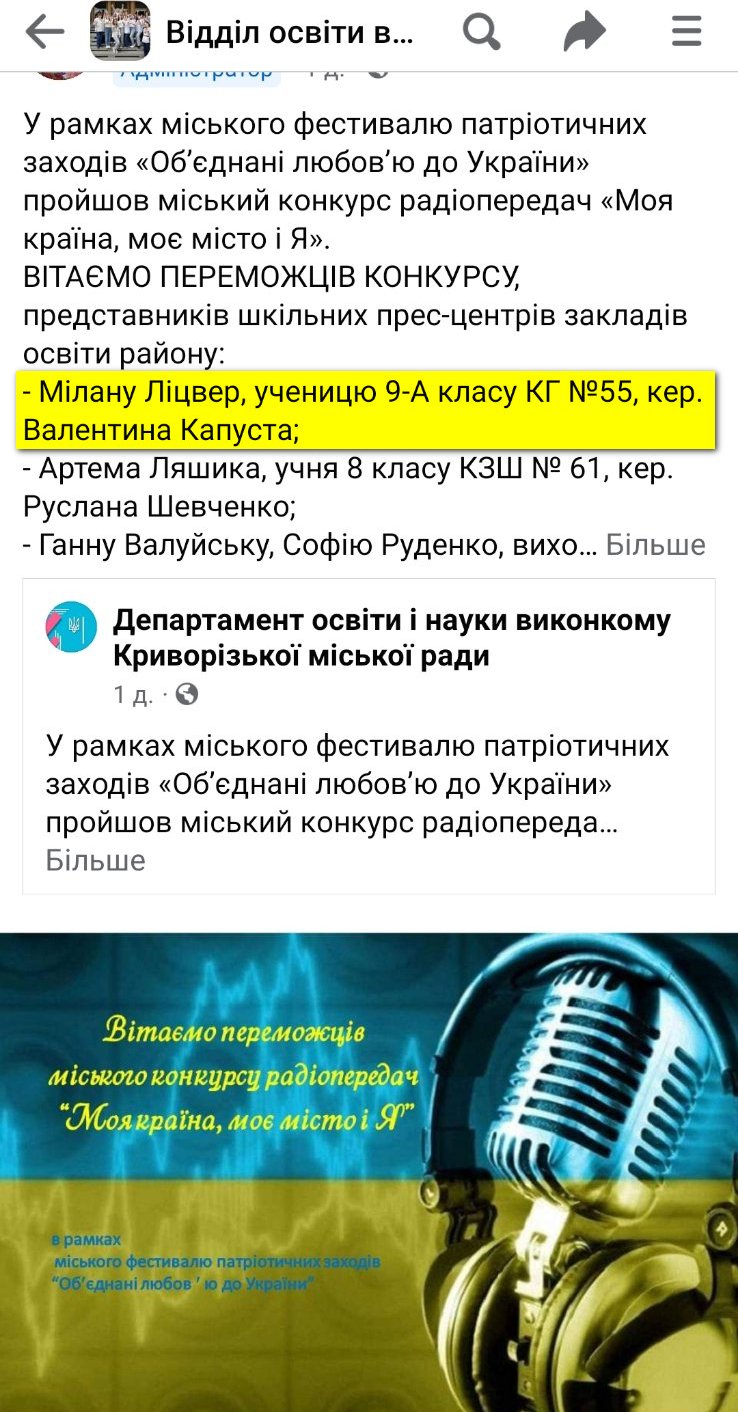 Відділ освіти в...
Адміністратор 1 д.
У рамках міського фестивалю патріотичних
заходів «Об’єднані любов’ю до України»
пройшов міський конкурс радіопередач «Моя
країна, моє місто і Я».
ВІТАЄМО ПЕРЕМОЖЦІВ КОНКУРСУ,
представників шкільних прес-центрів закладів
освіти району:
- Мілану Ліцвер, ученицю 9-А класу КГ №55, кер.
Валентина Капуста;
- Артема Ляшика, учня 8 класу КЗШ № 61, кер.
Руслана Шевченко;
- Ганну Валуйську, Софію Руденко, вихо... Більше
Департамент освіти і науки виконкому
Криворізької міської ради
1 д. ·
У рамках міського фестивалю патріотичних
заходів «Об’єднані любов’ю до України»
пройшов міський конкурс радіопереда...
Більше
Вітаємо переможців
міського конкурсу радіопередач
“Моя країна, моє місто і Я”
в рамках
міського фестивалю патріотичних заходів
“Об’єднані любов ’ ю до України”